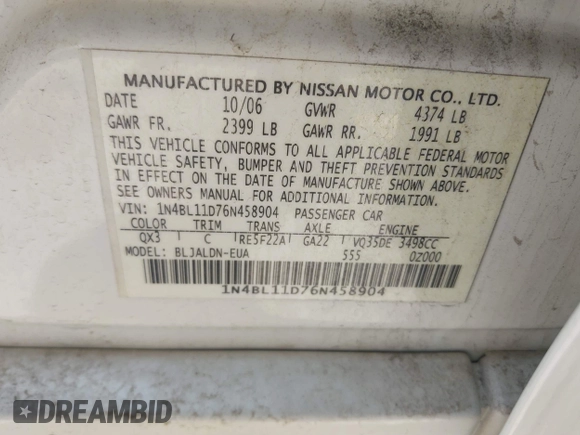 MANUFACTURED BY NISSAN MOTOR CO., LTD.
DATE 10/06 GVWR 4374 LB
GAWR FR. 2399 LB GAWR RR. 1991 LB
THIS VEHICLE CONFORMS TO ALL APPLICABLE FEDERAL MOTOR
VEHICLE SAFETY, BUMPER AND THEFT PREVENTION STANDARDS
IN EFFECT ON THE DATE OF MANUFACTURE SHOWN ABOVE.
SEE OWNERS MANUAL FOR ADDITIONAL INFORMATION.
VIN: 1N4BL11D76N458904 PASSENGER CAR
COLOR TRIM TRANS AXLE ENGINE
QX3 C RE5F22A GA22 VQ35DE 3498CC
MODEL: BLJALDN-EUA 555 0Z000
1N4BL11D76N458904
DREAMBID